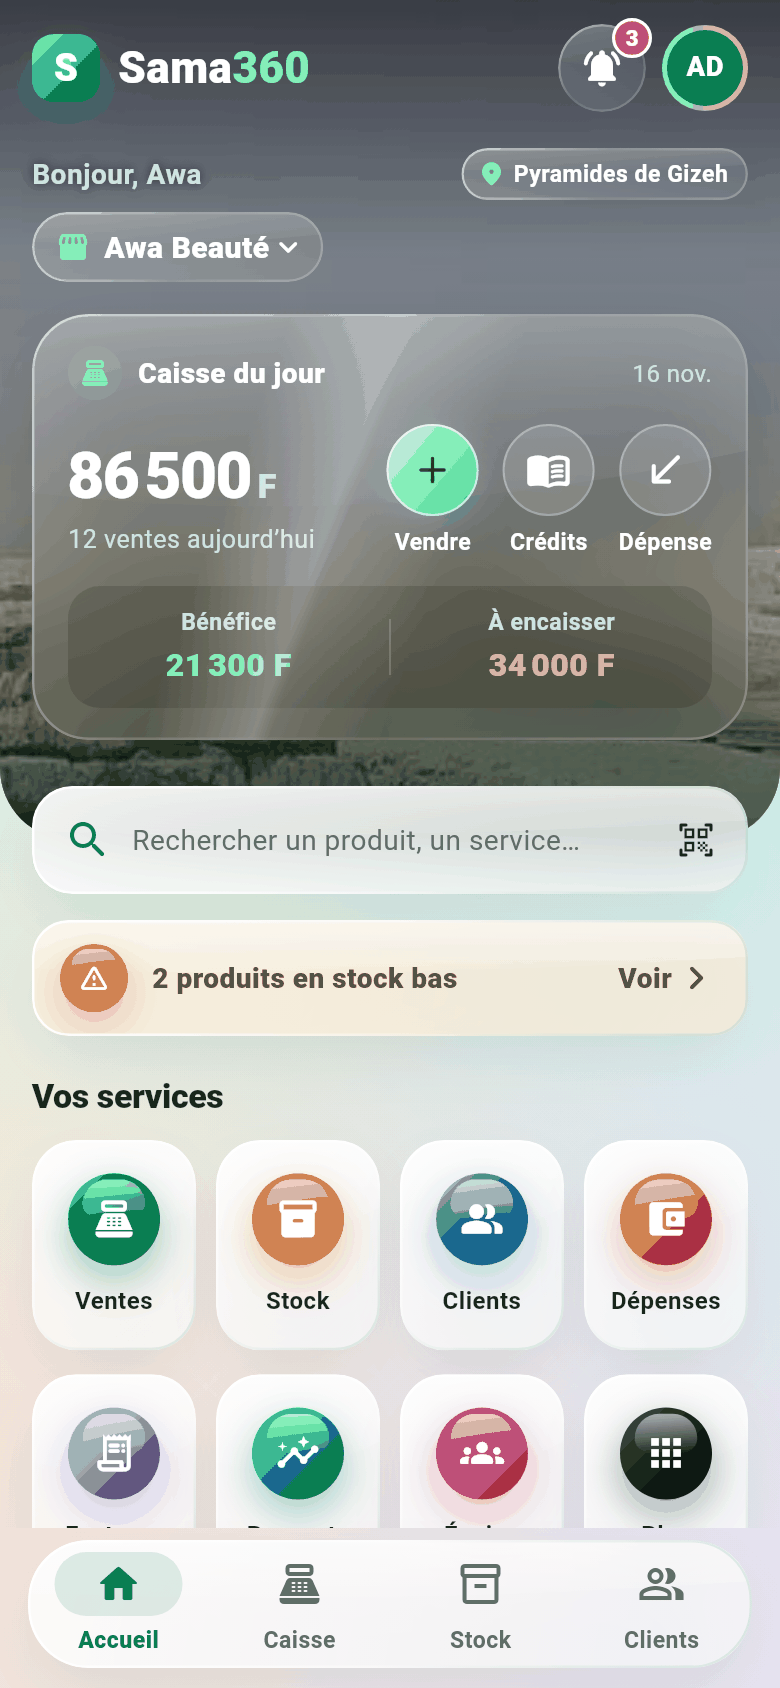 S Sama360
3
AD
Bonjour, Awa
Pyramides de Gizeh
Awa Beauté
Caisse du jour
16 nov.
86 500 F
12 ventes aujourd’hui
Vendre
Crédits
Dépense
Bénéfice
À encaisser
21 300 F
34 000 F
Rechercher un produit, un service…
2 produits en stock bas
Voir
Vos services
Ventes
Stock
Clients
Dépenses
Accueil
Caisse
Stock
Clients